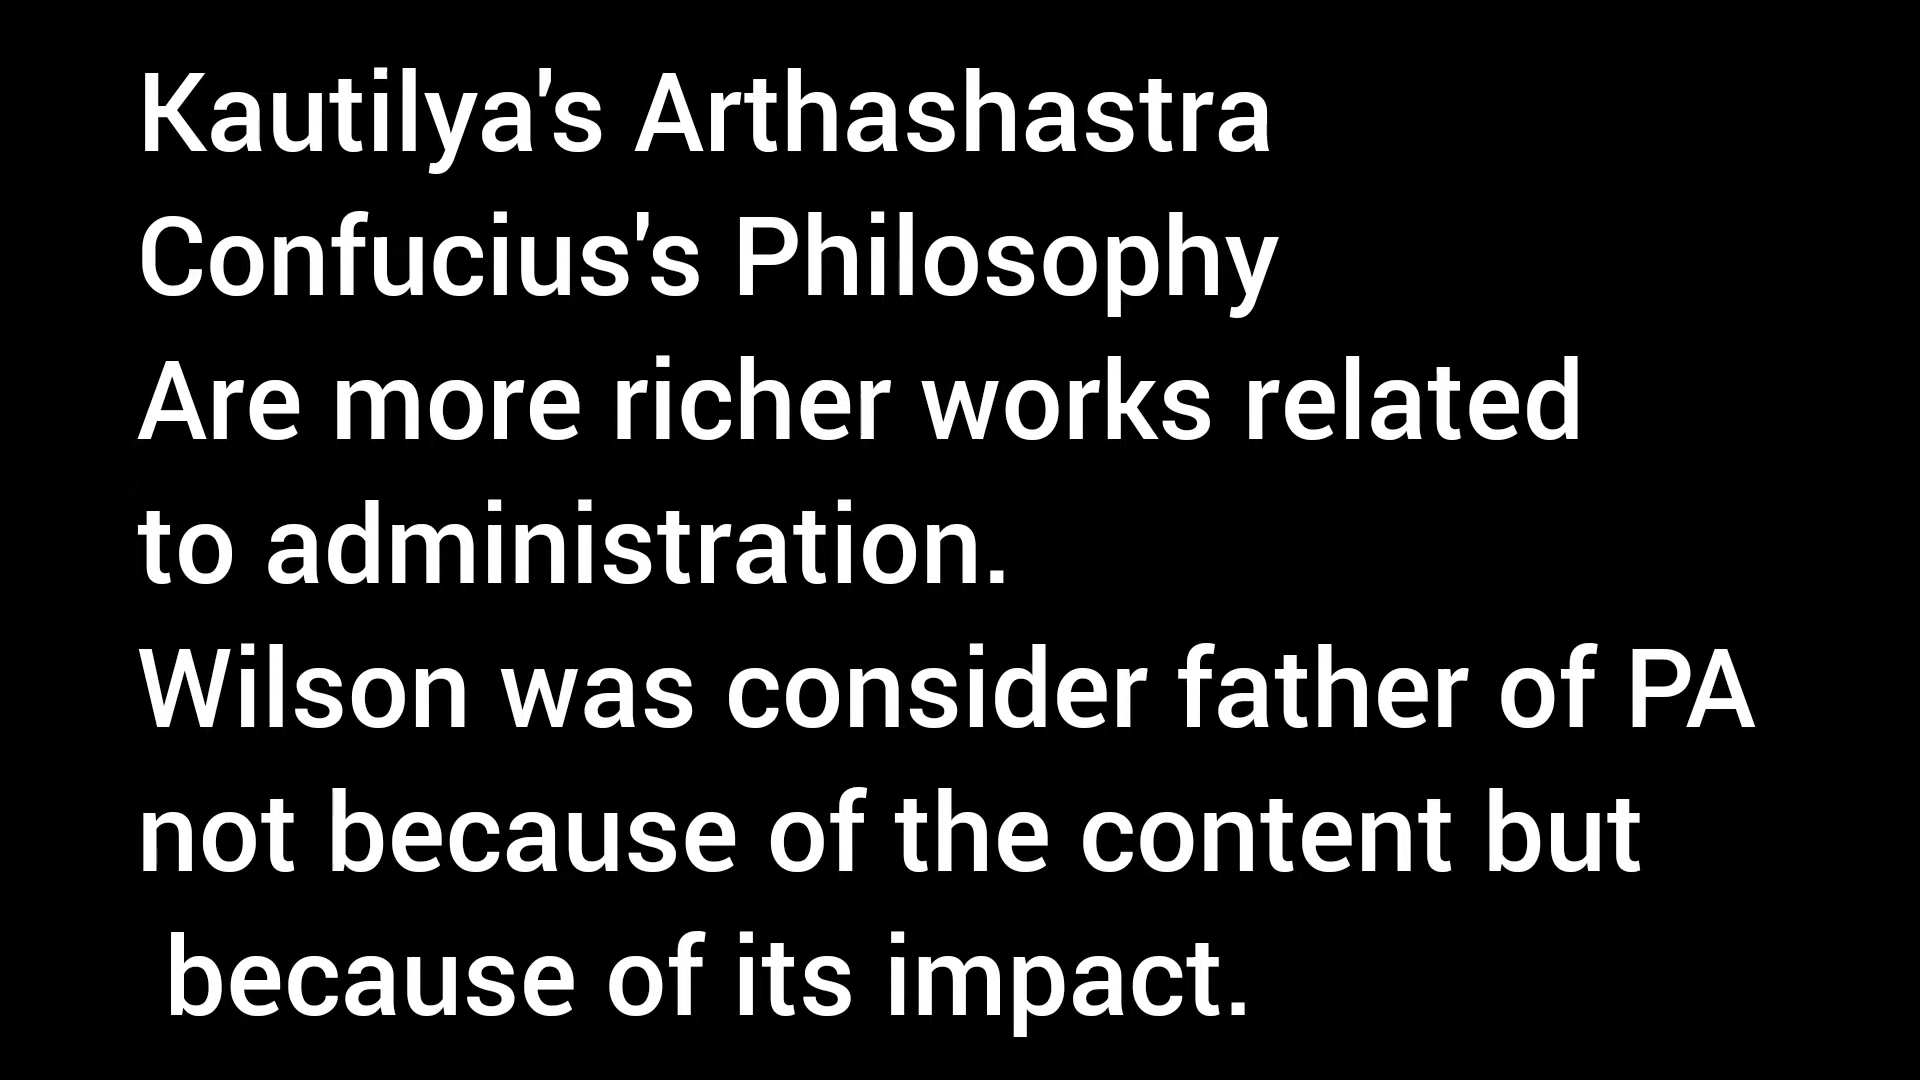 Kautilya's Arthashastra
Confucius's Philosophy
Are more richer works related
to administration.
Wilson was consider father of PA
not because of the content but
because of its impact.